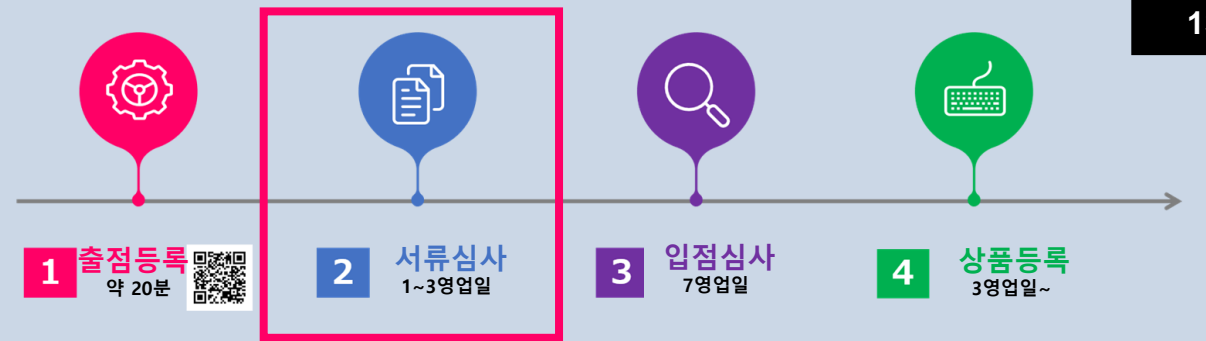 1
1 출점등록
약 20분
2 서류심사
1~3영업일
3 입점심사
7영업일
4 상품등록
3영업일~